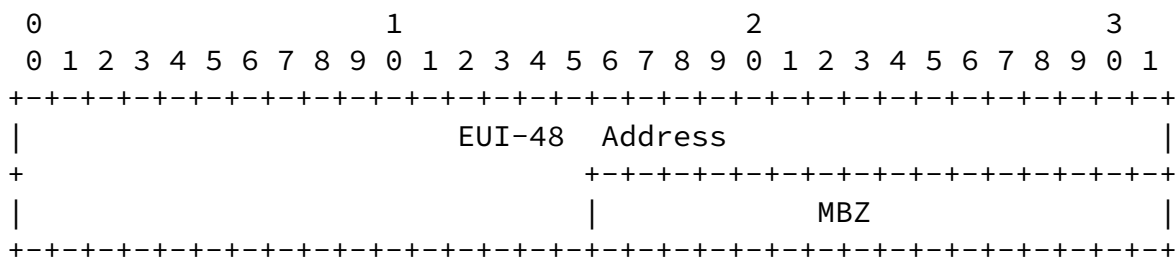 0                   1                   2                   3
 0 1 2 3 4 5 6 7 8 9 0 1 2 3 4 5 6 7 8 9 0 1 2 3 4 5 6 7 8 9 0 1
+-+-+-+-+-+-+-+-+-+-+-+-+-+-+-+-+-+-+-+-+-+-+-+-+-+-+-+-+-+-+-+-+
|                        EUI-48  Address                        |
+                               +-+-+-+-+-+-+-+-+-+-+-+-+-+-+-+-+
|                               |            MBZ                |
+-+-+-+-+-+-+-+-+-+-+-+-+-+-+-+-+-+-+-+-+-+-+-+-+-+-+-+-+-+-+-+-+